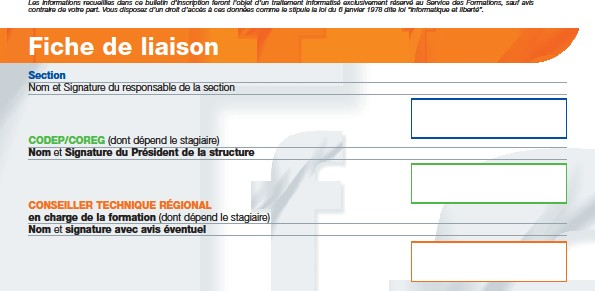 Les informations recueillies dans ce bulletin d'inscription feront l'objet d'un traitement informatisé exclusivement réservé au Service des Formations, sauf avis
contraire de votre part. Vous disposez d'un droit d'accès à ces données comme le stipule la loi du 6 janvier 1978 dite loi "Informatique et liberté".
Fiche de liaison
Section
Nom et Signature du responsable de la section
CODEP/COREG (dont dépend le stagiaire)
Nom et Signature du Président de la structure
CONSEILLER TECHNIQUE RÉGIONAL
en charge de la formation (dont dépend le stagiaire)
Nom et signature avec avis éventuel